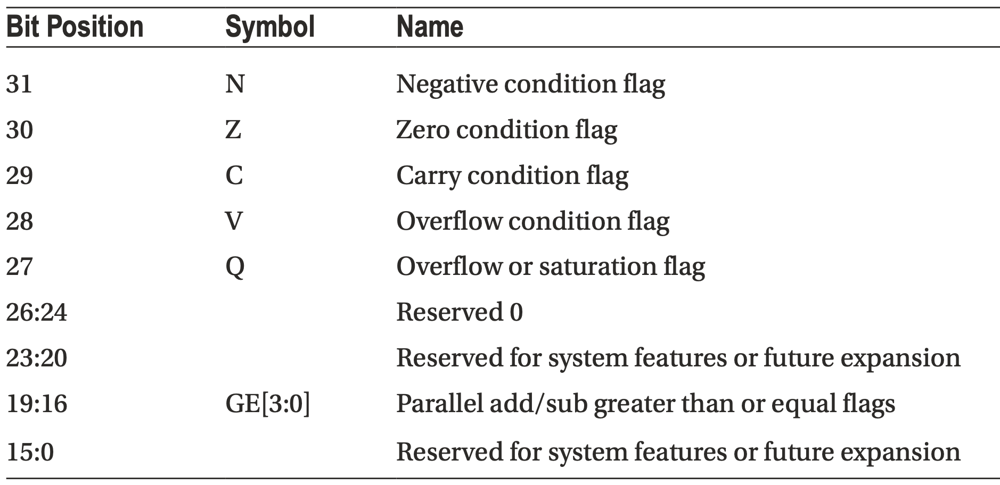 Bit Position Symbol Name
31 N Negative condition flag
30 Z Zero condition flag
29 C Carry condition flag
28 V Overflow condition flag
27 Q Overflow or saturation flag
26:24 Reserved 0
23:20 Reserved for system features or future expansion
19:16 GE[3:0] Parallel add/sub greater than or equal flags
15:0 Reserved for system features or future expansion